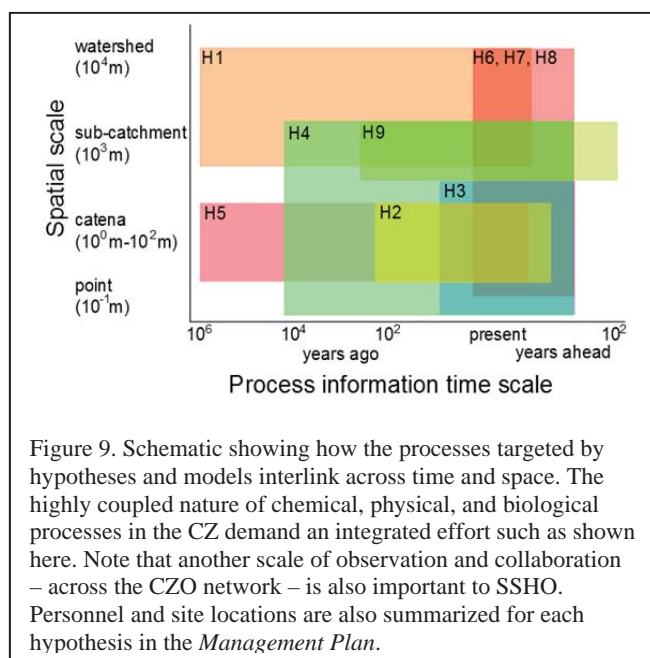 watershed
(10⁴m)
H1
H6, H7, H8
sub-catchment
(10³m)
H4
H9
Spatial scale
H3
catena
(10⁰m-10²m)
H5
H2
point
(10⁻¹m)
10⁶
10⁴
10²
present
10²
years ago
years ahead
Process information time scale
Figure 9. Schematic showing how the processes targeted by
hypotheses and models interlink across time and space. The
highly coupled nature of chemical, physical, and biological
processes in the CZ demand an integrated effort such as shown
here. Note that another scale of observation and collaboration
– across the CZO network – is also important to SSHO.
Personnel and site locations are also summarized for each
hypothesis in the Management Plan.